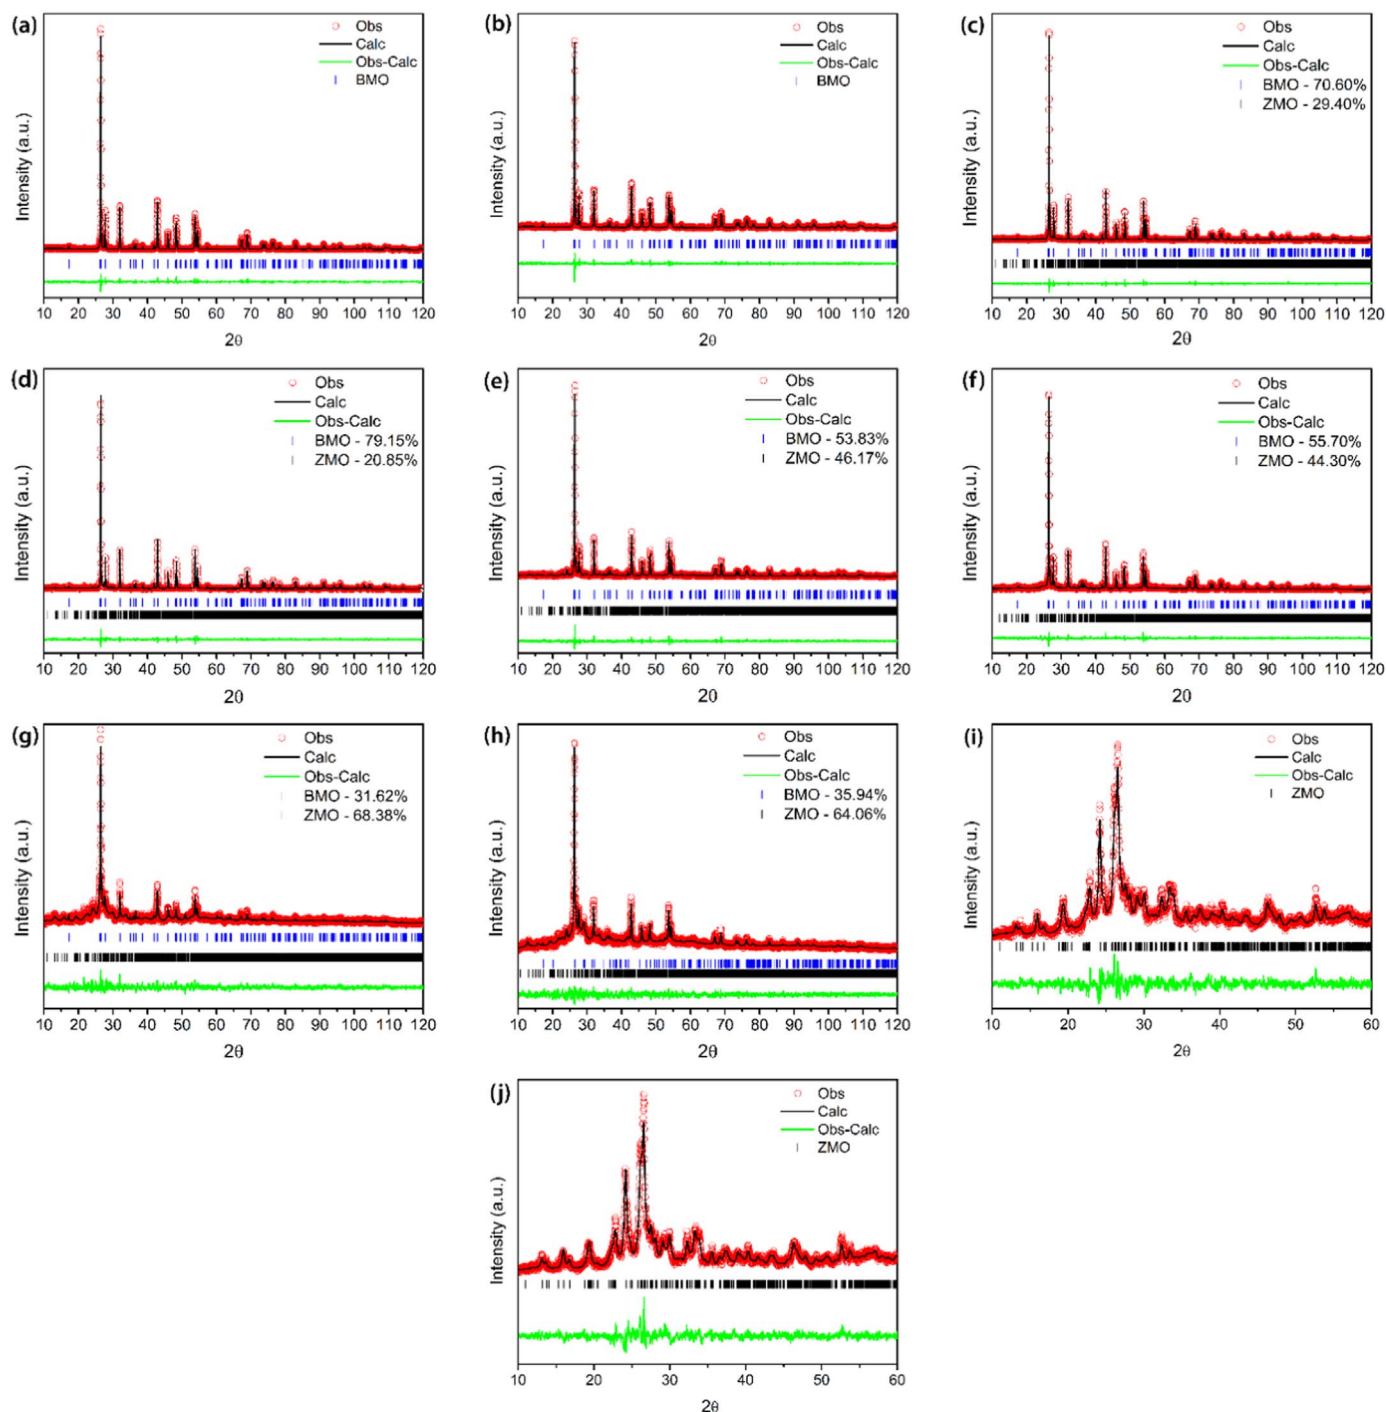 (a)
Obs
Calc
Obs-Calc
BMO
Intensity (a.u.)
10 20 30 40 50 60 70 80 90 100 110 120
2θ
(b)
Obs
Calc
Obs-Calc
BMO
Intensity (a.u.)
10 20 30 40 50 60 70 80 90 100 110 120
2θ
(c)
Obs
Calc
Obs-Calc
BMO - 70.60%
ZMO - 29.40%
Intensity (a.u.)
10 20 30 40 50 60 70 80 90 100 110 120
2θ
(d)
Obs
Calc
Obs-Calc
BMO - 79.15%
ZMO - 20.85%
Intensity (a.u.)
10 20 30 40 50 60 70 80 90 100 110 120
2θ
(e)
Obs
Calc
Obs-Calc
BMO - 53.83%
ZMO - 46.17%
Intensity (a.u.)
10 20 30 40 50 60 70 80 90 100 110 120
2θ
(f)
Obs
Calc
Obs-Calc
BMO - 55.70%
ZMO - 44.30%
Intensity (a.u.)
10 20 30 40 50 60 70 80 90 100 110 120
2θ
(g)
Obs
Calc
Obs-Calc
BMO - 31.62%
ZMO - 68.38%
Intensity (a.u.)
10 20 30 40 50 60 70 80 90 100 110 120
2θ
(h)
Obs
Calc
Obs-Calc
BMO - 35.94%
ZMO - 64.06%
Intensity (a.u.)
10 20 30 40 50 60 70 80 90 100 110 120
2θ
(i)
Obs
Calc
Obs-Calc
ZMO
Intensity (a.u.)
10 20 30 40 50 60
2θ
(j)
Obs
Calc
Obs-Calc
ZMO
Intensity (a.u.)
10 20 30 40 50 60
2θ